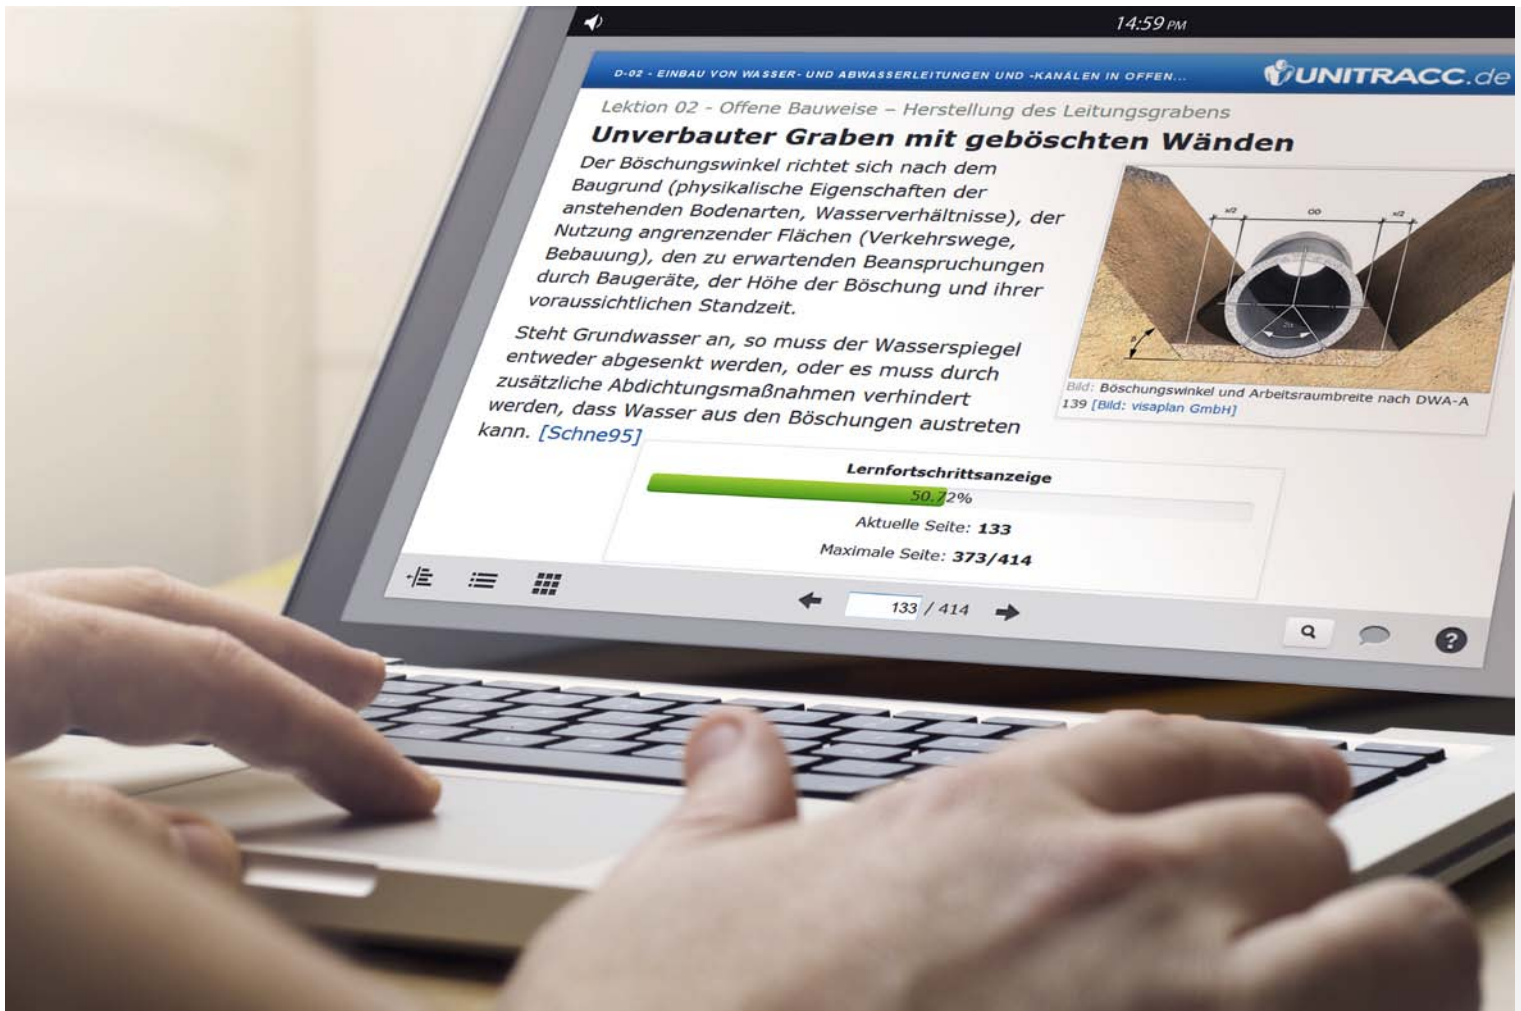 14:59 PM
D-02 - EINBAU VON WASSER- UND ABWASSERLEITUNGEN UND -KANÄLEN IN OFFEN...
UNITRACC.de
Lektion 02 - Offene Bauweise – Herstellung des Leitungsgrabens
Unverbauter Graben mit geböschten Wänden
Der Böschungswinkel richtet sich nach dem
Baugrund (physikalische Eigenschaften der
anstehenden Bodenarten, Wasserverhältnisse), der
Nutzung angrenzender Flächen (Verkehrswege,
Bebauung), den zu erwartenden Beanspruchungen
durch Baugeräte, der Höhe der Böschung und ihrer
voraussichtlichen Standzeit.
Steht Grundwasser an, so muss der Wasserspiegel
entweder abgesenkt werden, oder es muss durch
zusätzliche Abdichtungsmaßnahmen verhindert
werden, dass Wasser aus den Böschungen austreten
kann. [Schne95]
x/2 OD x/2
2α
β
Bild: Böschungswinkel und Arbeitsraumbreite nach DWA-A
139 [Bild: visaplan GmbH]
Lernfortschrittsanzeige
50.72%
Aktuelle Seite: 133
Maximale Seite: 373/414
133 / 414
?